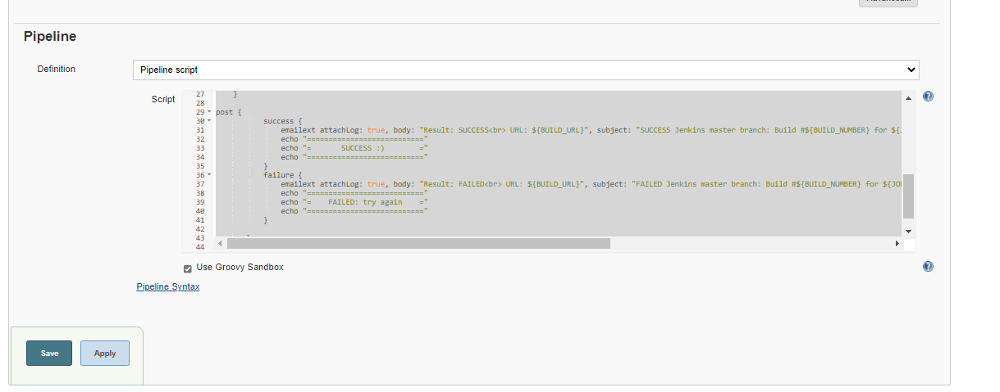 Pipeline
Definition
Pipeline script
Script
27 }
28
29 post {
30 success {
31 emailext attachLog: true, body: "Result: SUCCESS<br> URL: ${BUILD_URL}", subject: "SUCCESS Jenkins master branch: Build #${BUILD_NUMBER} for ${
32 echo "==========================="
33 echo "= SUCCESS :) ="
34 echo "==========================="
35 }
36 failure {
37 emailext attachLog: true, body: "Result: FAILED<br> URL: ${BUILD_URL}", subject: "FAILED Jenkins master branch: Build #${BUILD_NUMBER} for ${JO
38 echo "==========================="
39 echo "= FAILED: try again ="
40 echo "==========================="
41 }
42
43
44
Use Groovy Sandbox
Pipeline Syntax
Save
Apply